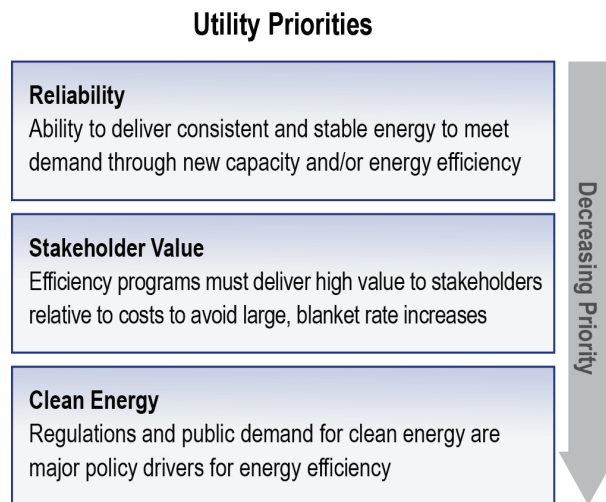 Utility Priorities
Reliability
Ability to deliver consistent and stable energy to meet
demand through new capacity and/or energy efficiency
Stakeholder Value
Efficiency programs must deliver high value to stakeholders
relative to costs to avoid large, blanket rate increases
Clean Energy
Regulations and public demand for clean energy are
major policy drivers for energy efficiency
Decreasing Priority